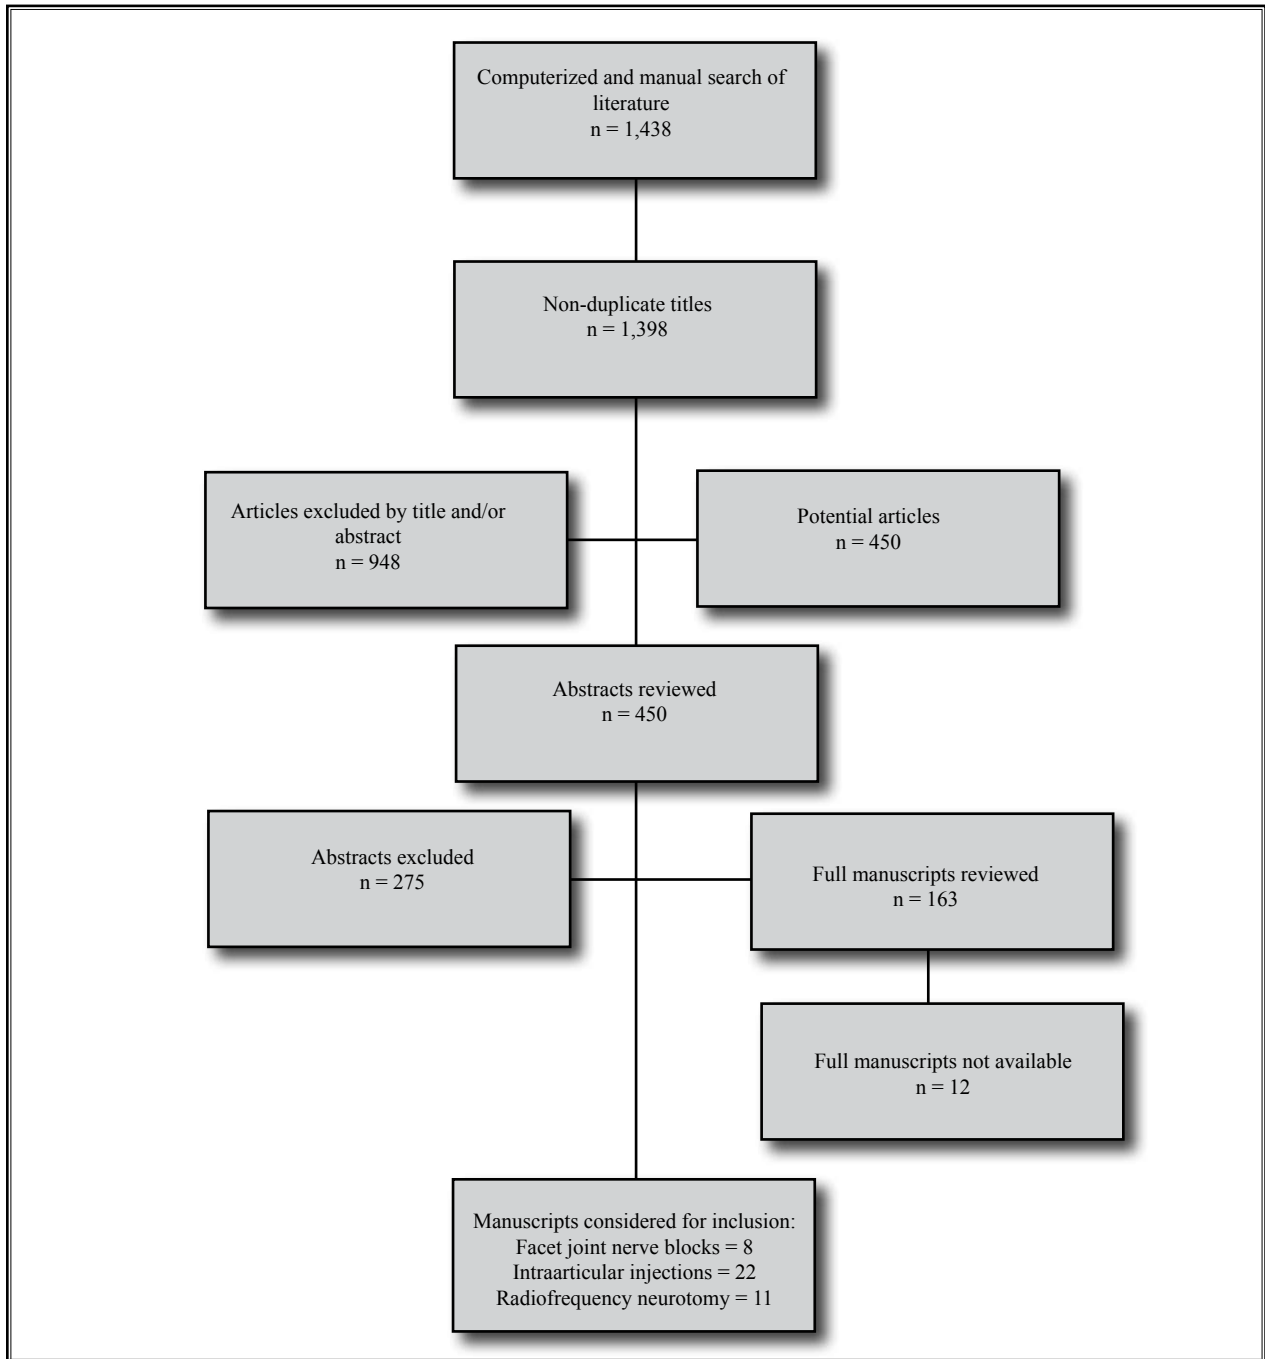 Computerized and manual search of
literature
n = 1,438
Non-duplicate titles
n = 1,398
Articles excluded by title and/or
abstract
n = 948
Potential articles
n = 450
Abstracts reviewed
n = 450
Abstracts excluded
n = 275
Full manuscripts reviewed
n = 163
Full manuscripts not available
n = 12
Manuscripts considered for inclusion:
Facet joint nerve blocks = 8
Intraarticular injections = 22
Radiofrequency neurotomy = 11